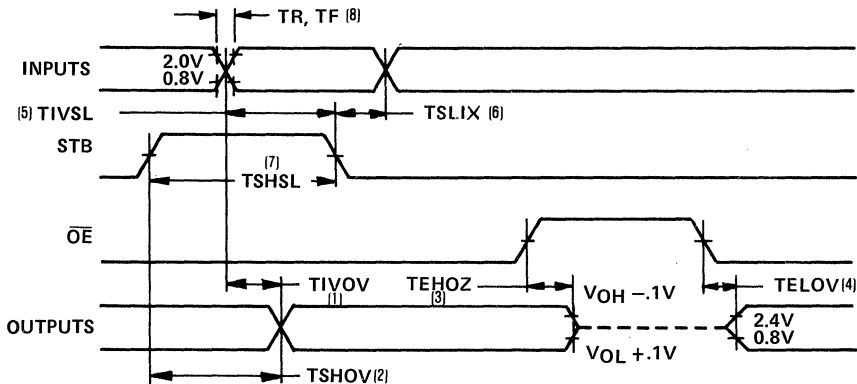 TR, TF (8)
INPUTS
2.0V
0.8V
(5) TIVSL
TSLIX (6)
STB
(7)
TSHSL
OE
TIVOV
(1)
TEHOZ
(3)
VOH −.1V
TELOV(4)
OUTPUTS
VOL +.1V
2.4V
0.8V
TSHOV(2)